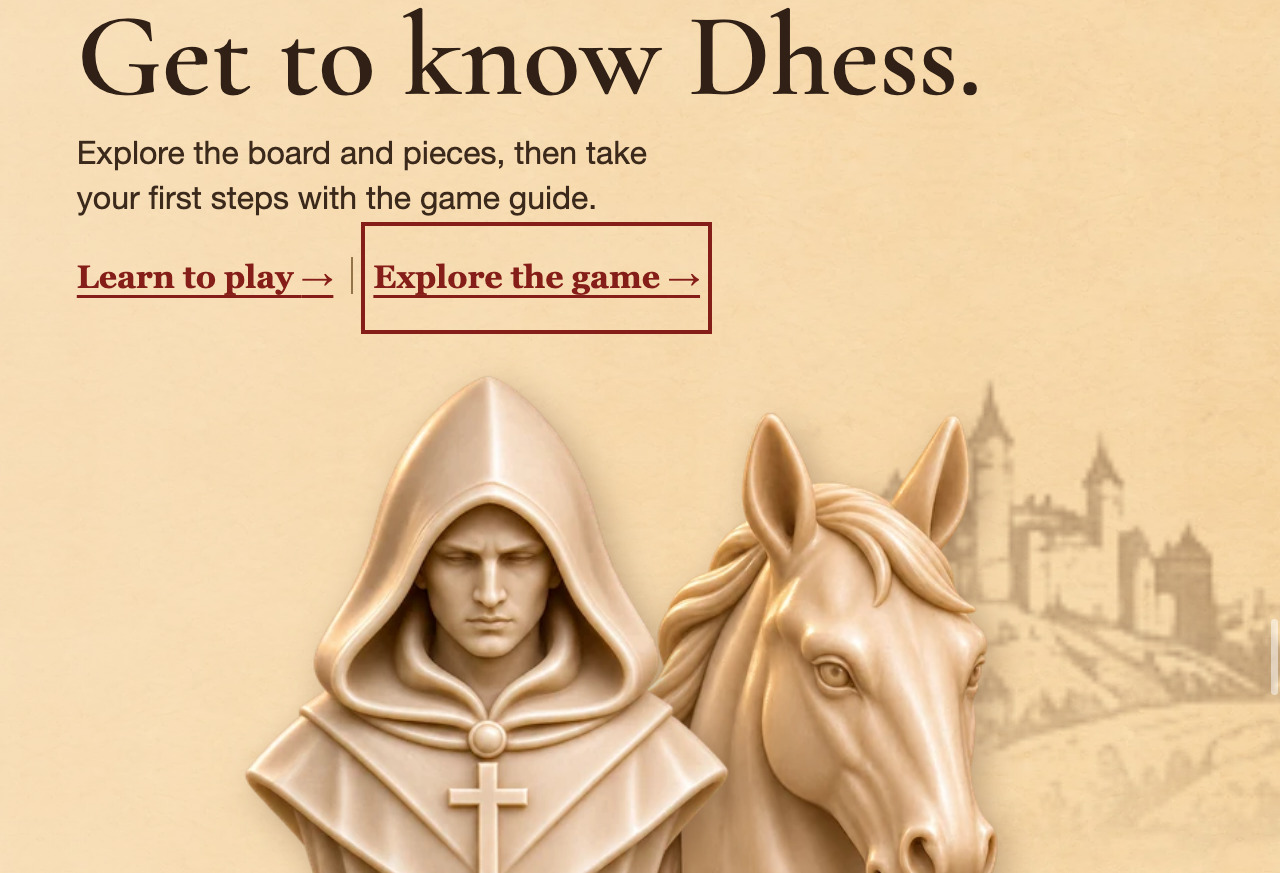 Get to know Dhess.
Explore the board and pieces, then take
your first steps with the game guide.
Learn to play → | Explore the game →